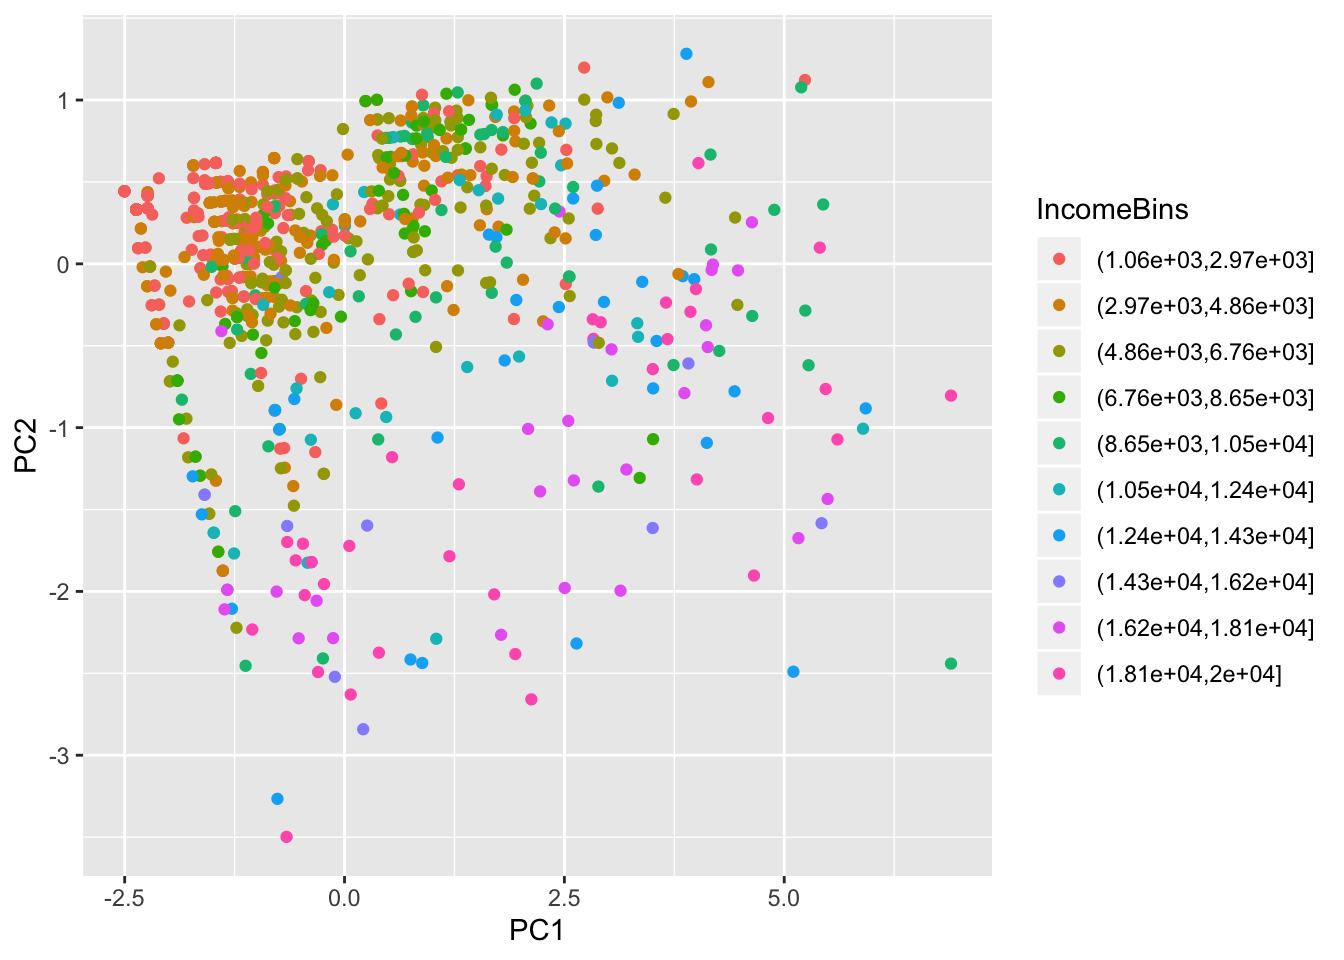 1
0
-1
-2
-3
PC2
-2.5
0.0
2.5
5.0
PC1
IncomeBins
(1.06e+03,2.97e+03]
(2.97e+03,4.86e+03]
(4.86e+03,6.76e+03]
(6.76e+03,8.65e+03]
(8.65e+03,1.05e+04]
(1.05e+04,1.24e+04]
(1.24e+04,1.43e+04]
(1.43e+04,1.62e+04]
(1.62e+04,1.81e+04]
(1.81e+04,2e+04]